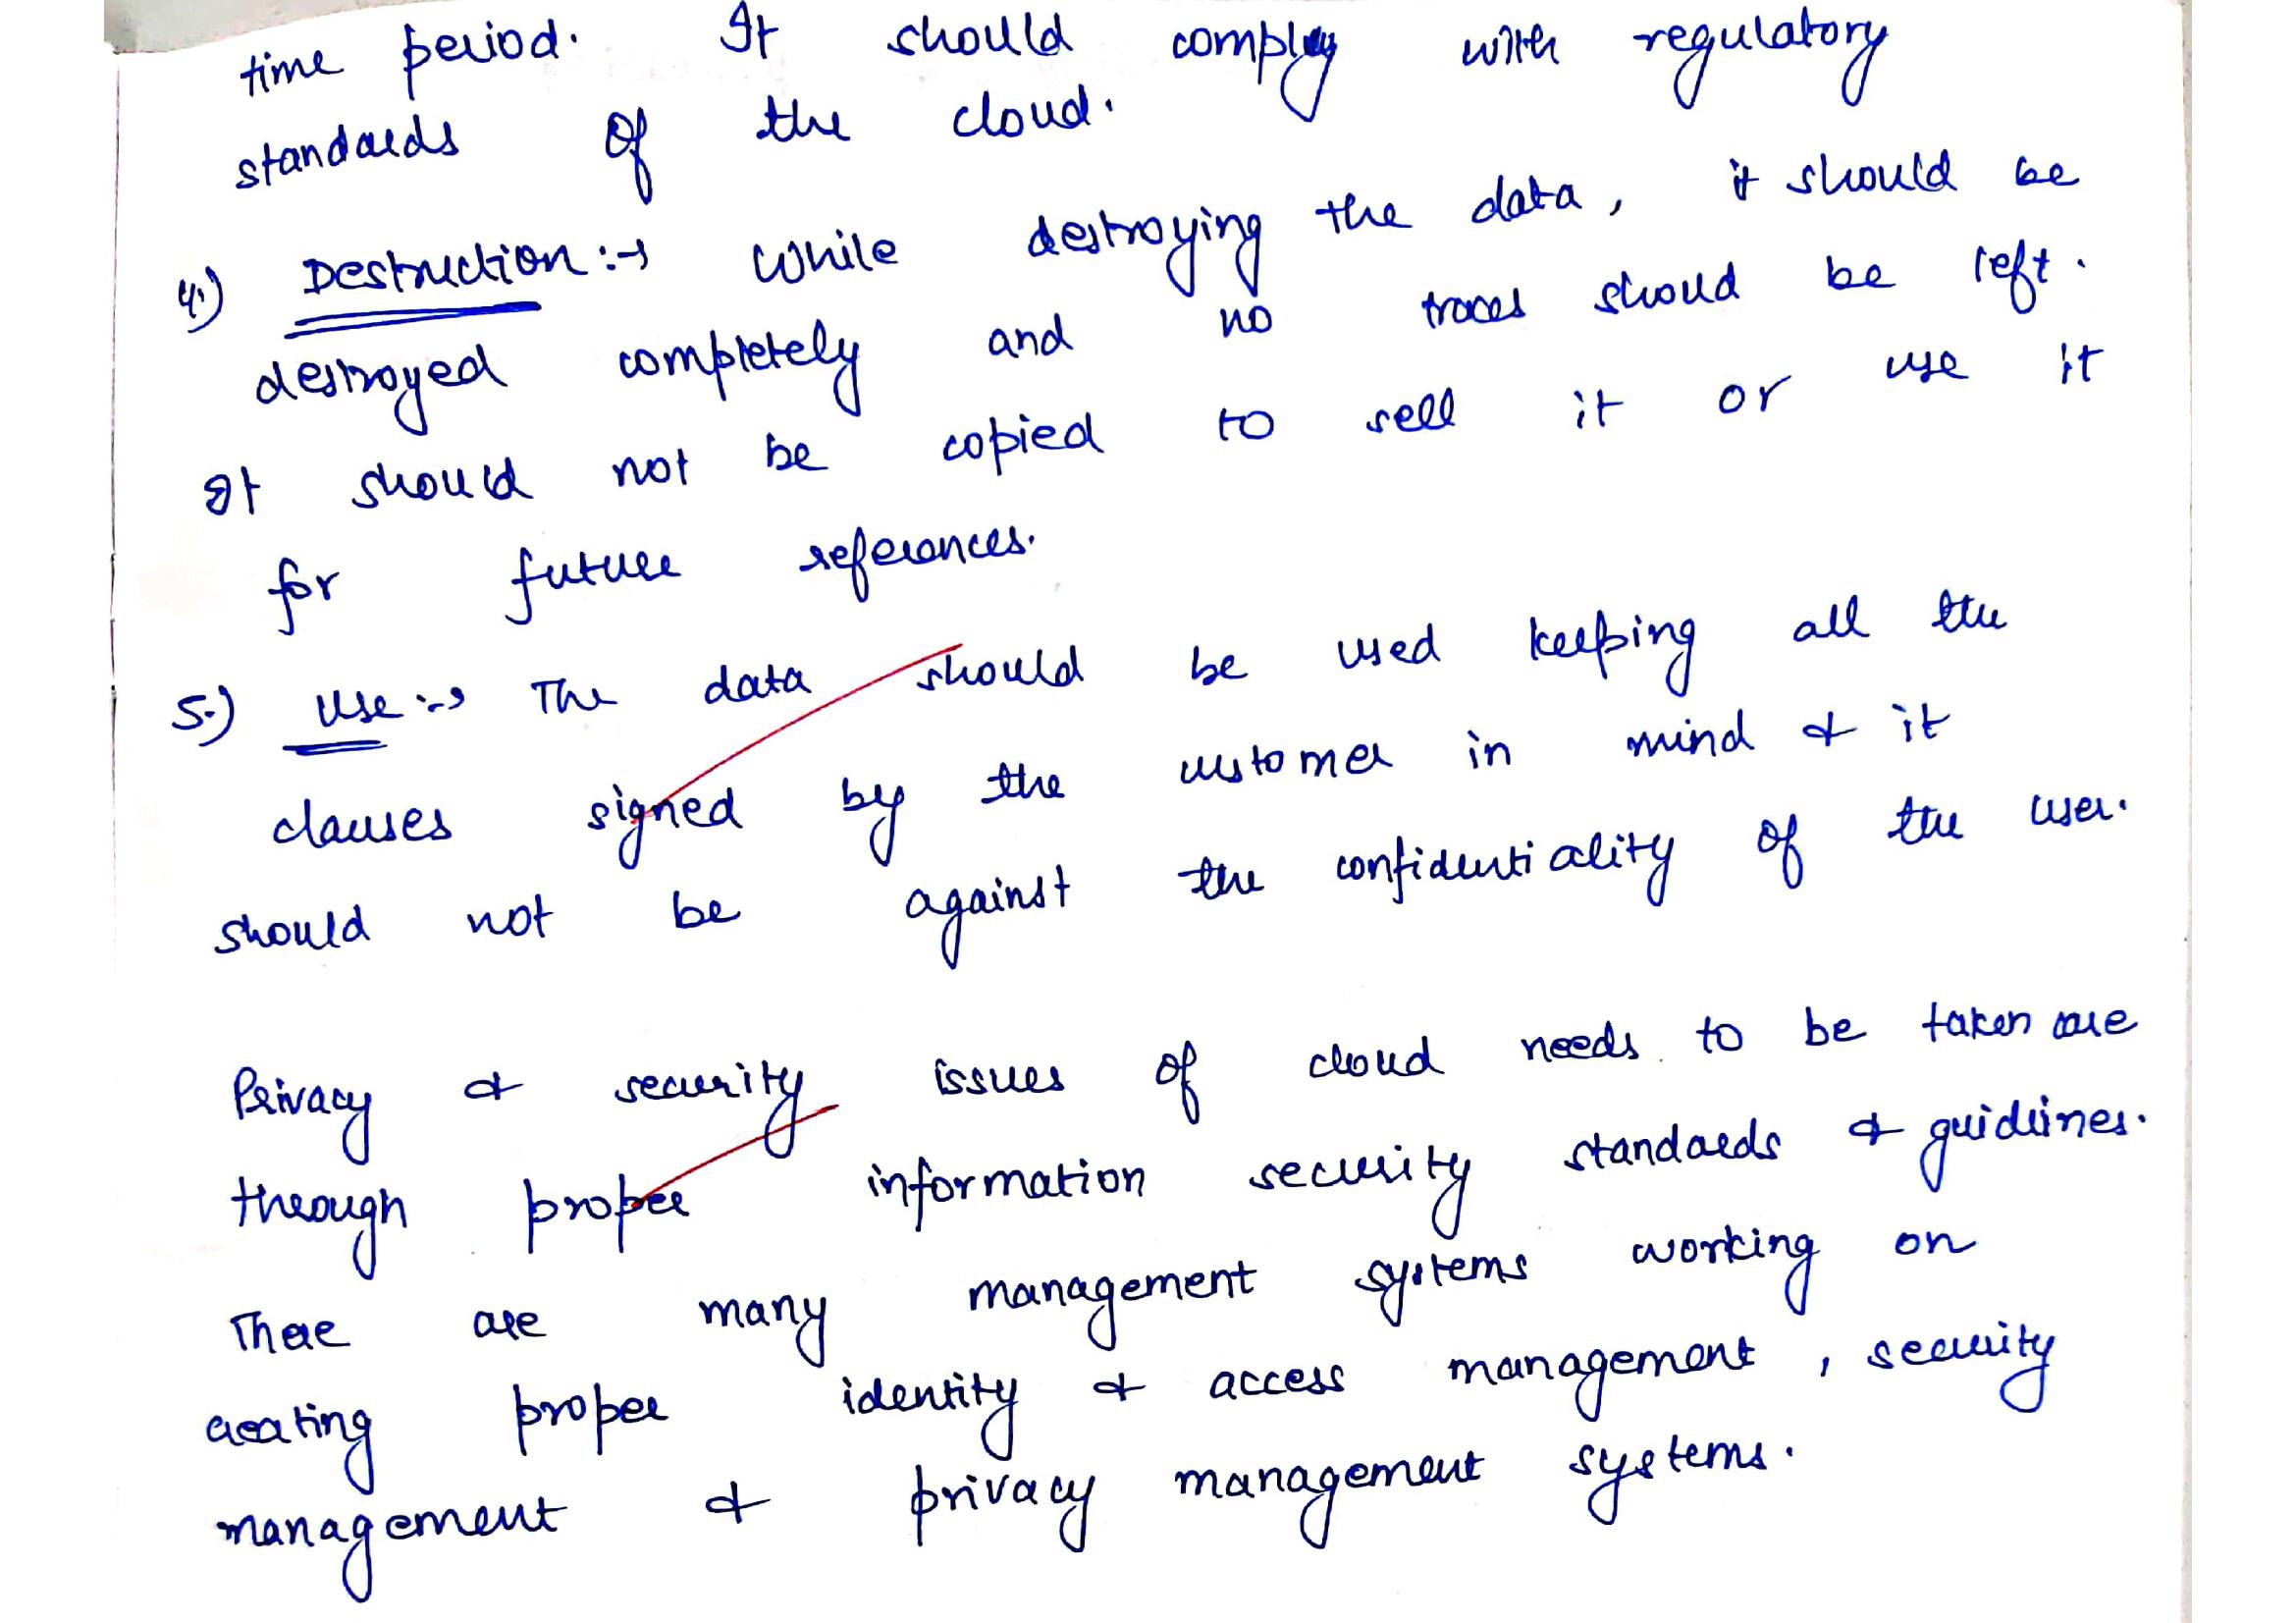 time period. It should comply with regulatory
standards of the cloud.
4.) Destruction :→ While destroying the data, it should be
destroyed completely and no traces should be left.
It should not be copied to sell it or use it
for future references.
5.) Use :→ The data should be used keeping all the
clauses signed by the customer in mind & it
should not be against the confidentiality of the user.
Privacy & security issues of cloud needs to be taken care
through proper information security standards & guidlines.
There are many management systems working on
creating proper identity & access management, security
management & privacy management systems.